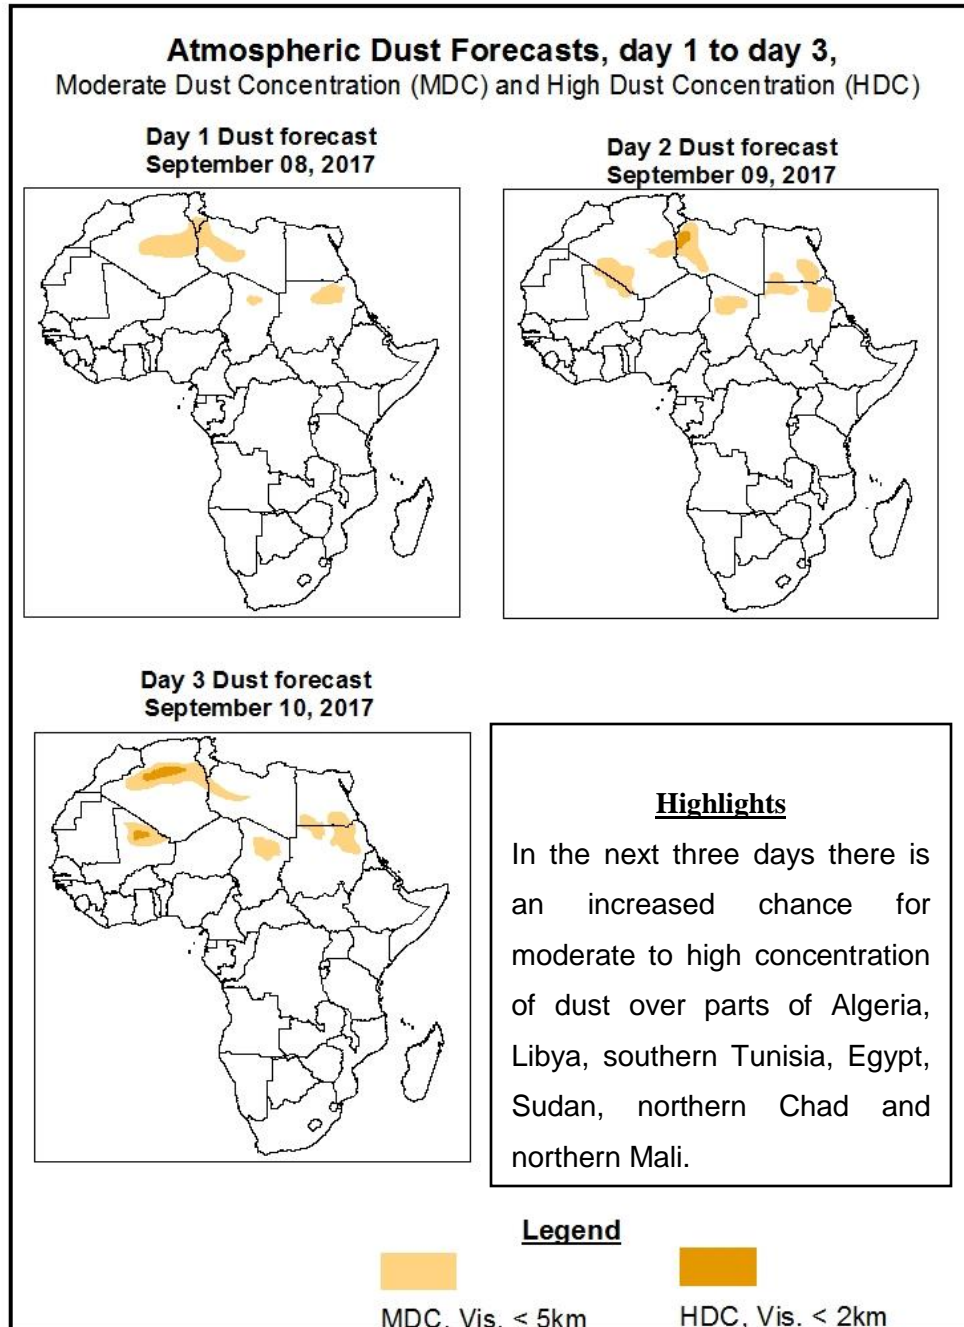 Atmospheric Dust Forecasts, day 1 to day 3,
Moderate Dust Concentration (MDC) and High Dust Concentration (HDC)
Day 1 Dust forecast
September 08, 2017
Day 2 Dust forecast
September 09, 2017
Day 3 Dust forecast
September 10, 2017
Highlights
In the next three days there is
an increased chance for
moderate to high concentration
of dust over parts of Algeria,
Libya, southern Tunisia, Egypt,
Sudan, northern Chad and
northern Mali.
Legend
MDC, Vis. < 5km
HDC, Vis. < 2km